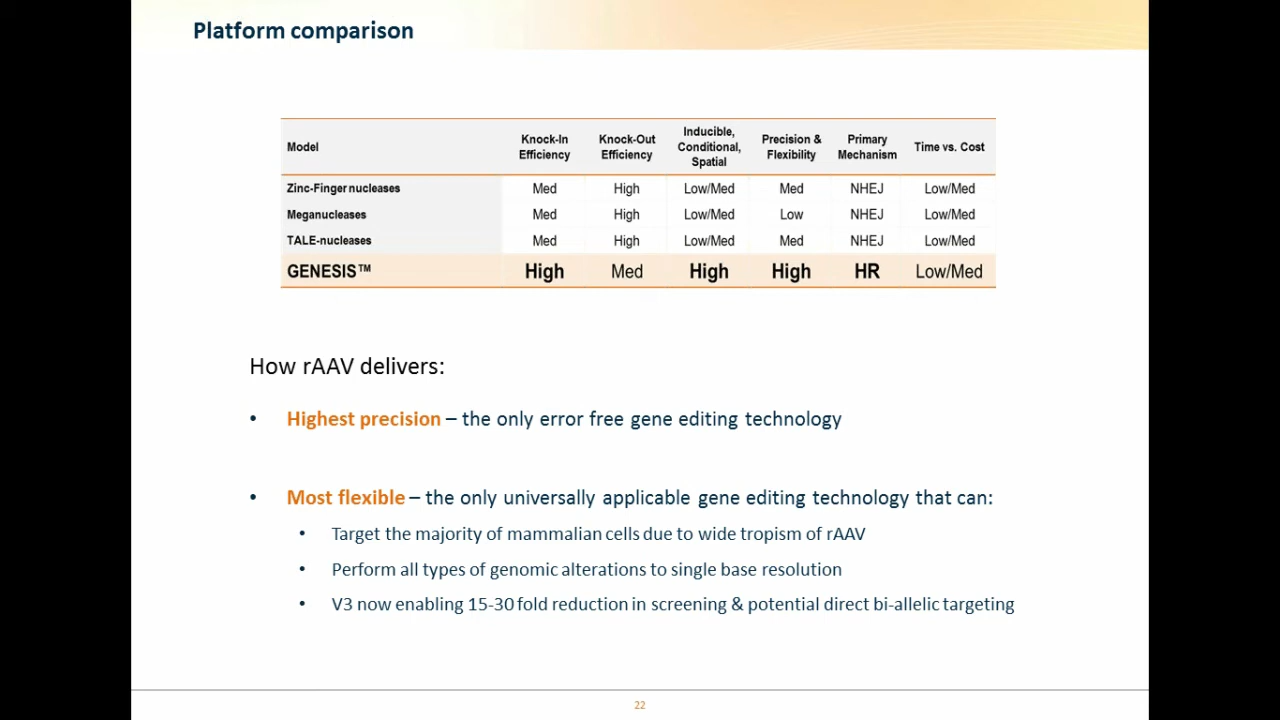 Platform comparison
Model Knock-In Efficiency Knock-Out Efficiency Inducible, Conditional, Spatial Precision & Flexibility Primary Mechanism Time vs. Cost
Zinc-Finger nucleases Med High Low/Med Med NHEJ Low/Med
Meganucleases Med High Low/Med Low NHEJ Low/Med
TALE-nucleases Med High Low/Med Med NHEJ Low/Med
GENESIS™ High Med High High HR Low/Med
How rAAV delivers:
• Highest precision – the only error free gene editing technology
• Most flexible – the only universally applicable gene editing technology that can:
• Target the majority of mammalian cells due to wide tropism of rAAV
• Perform all types of genomic alterations to single base resolution
• V3 now enabling 15-30 fold reduction in screening & potential direct bi-allelic targeting
22